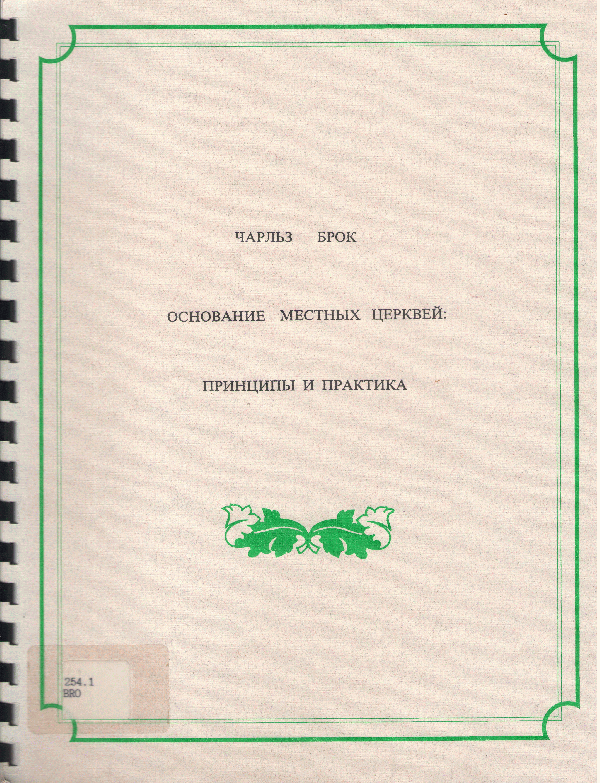 ЧАРЛЬЗ БРОК
ОСНОВАНИЕ МЕСТНЫХ ЦЕРКВЕЙ:
ПРИНЦИПЫ И ПРАКТИКА
254.1
BRO